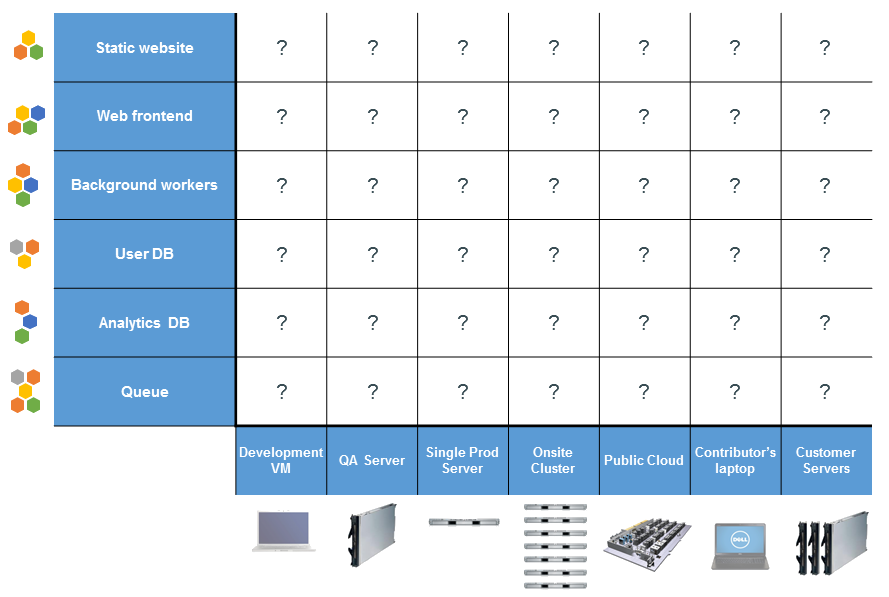 Static website ? ? ? ? ? ? ?
Web frontend ? ? ? ? ? ? ?
Background workers ? ? ? ? ? ? ?
User DB ? ? ? ? ? ? ?
Analytics DB ? ? ? ? ? ? ?
Queue ? ? ? ? ? ? ?
Development
VM
QA Server
Single Prod
Server
Onsite
Cluster
Public Cloud
Contributor's
laptop
Customer
Servers
DELL